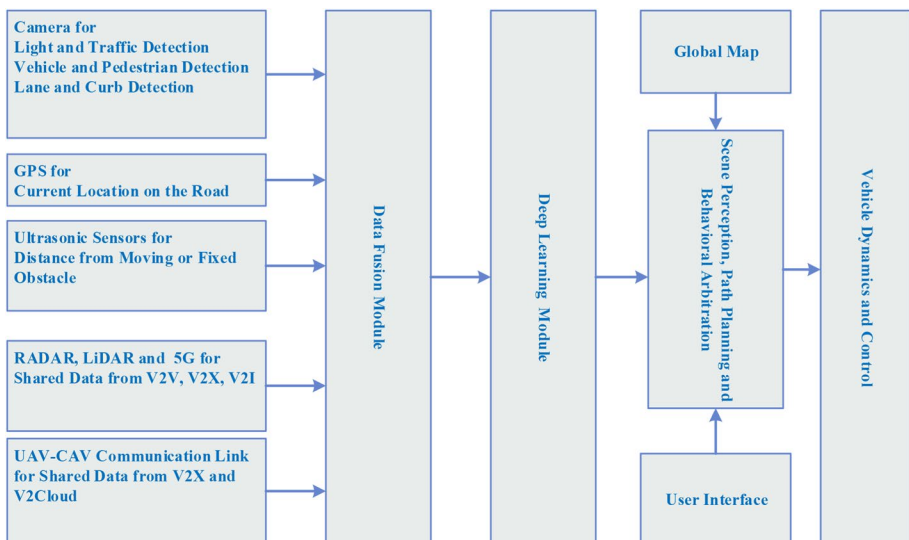 Camera for
Light and Traffic Detection
Vehicle and Pedestrian Detection
Lane and Curb Detection
GPS for
Current Location on the Road
Ultrasonic Sensors for
Distance from Moving or Fixed
Obstacle
RADAR, LiDAR and 5G for
Shared Data from V2V, V2X, V2I
UAV-CAV Communication Link
for Shared Data from V2X and
V2Cloud
Data Fusion Module
Deep Learning Module
Global Map
Scene Perception, Path Planning and
Behavioral Arbitration
User Interface
Vehicle Dynamics and Control